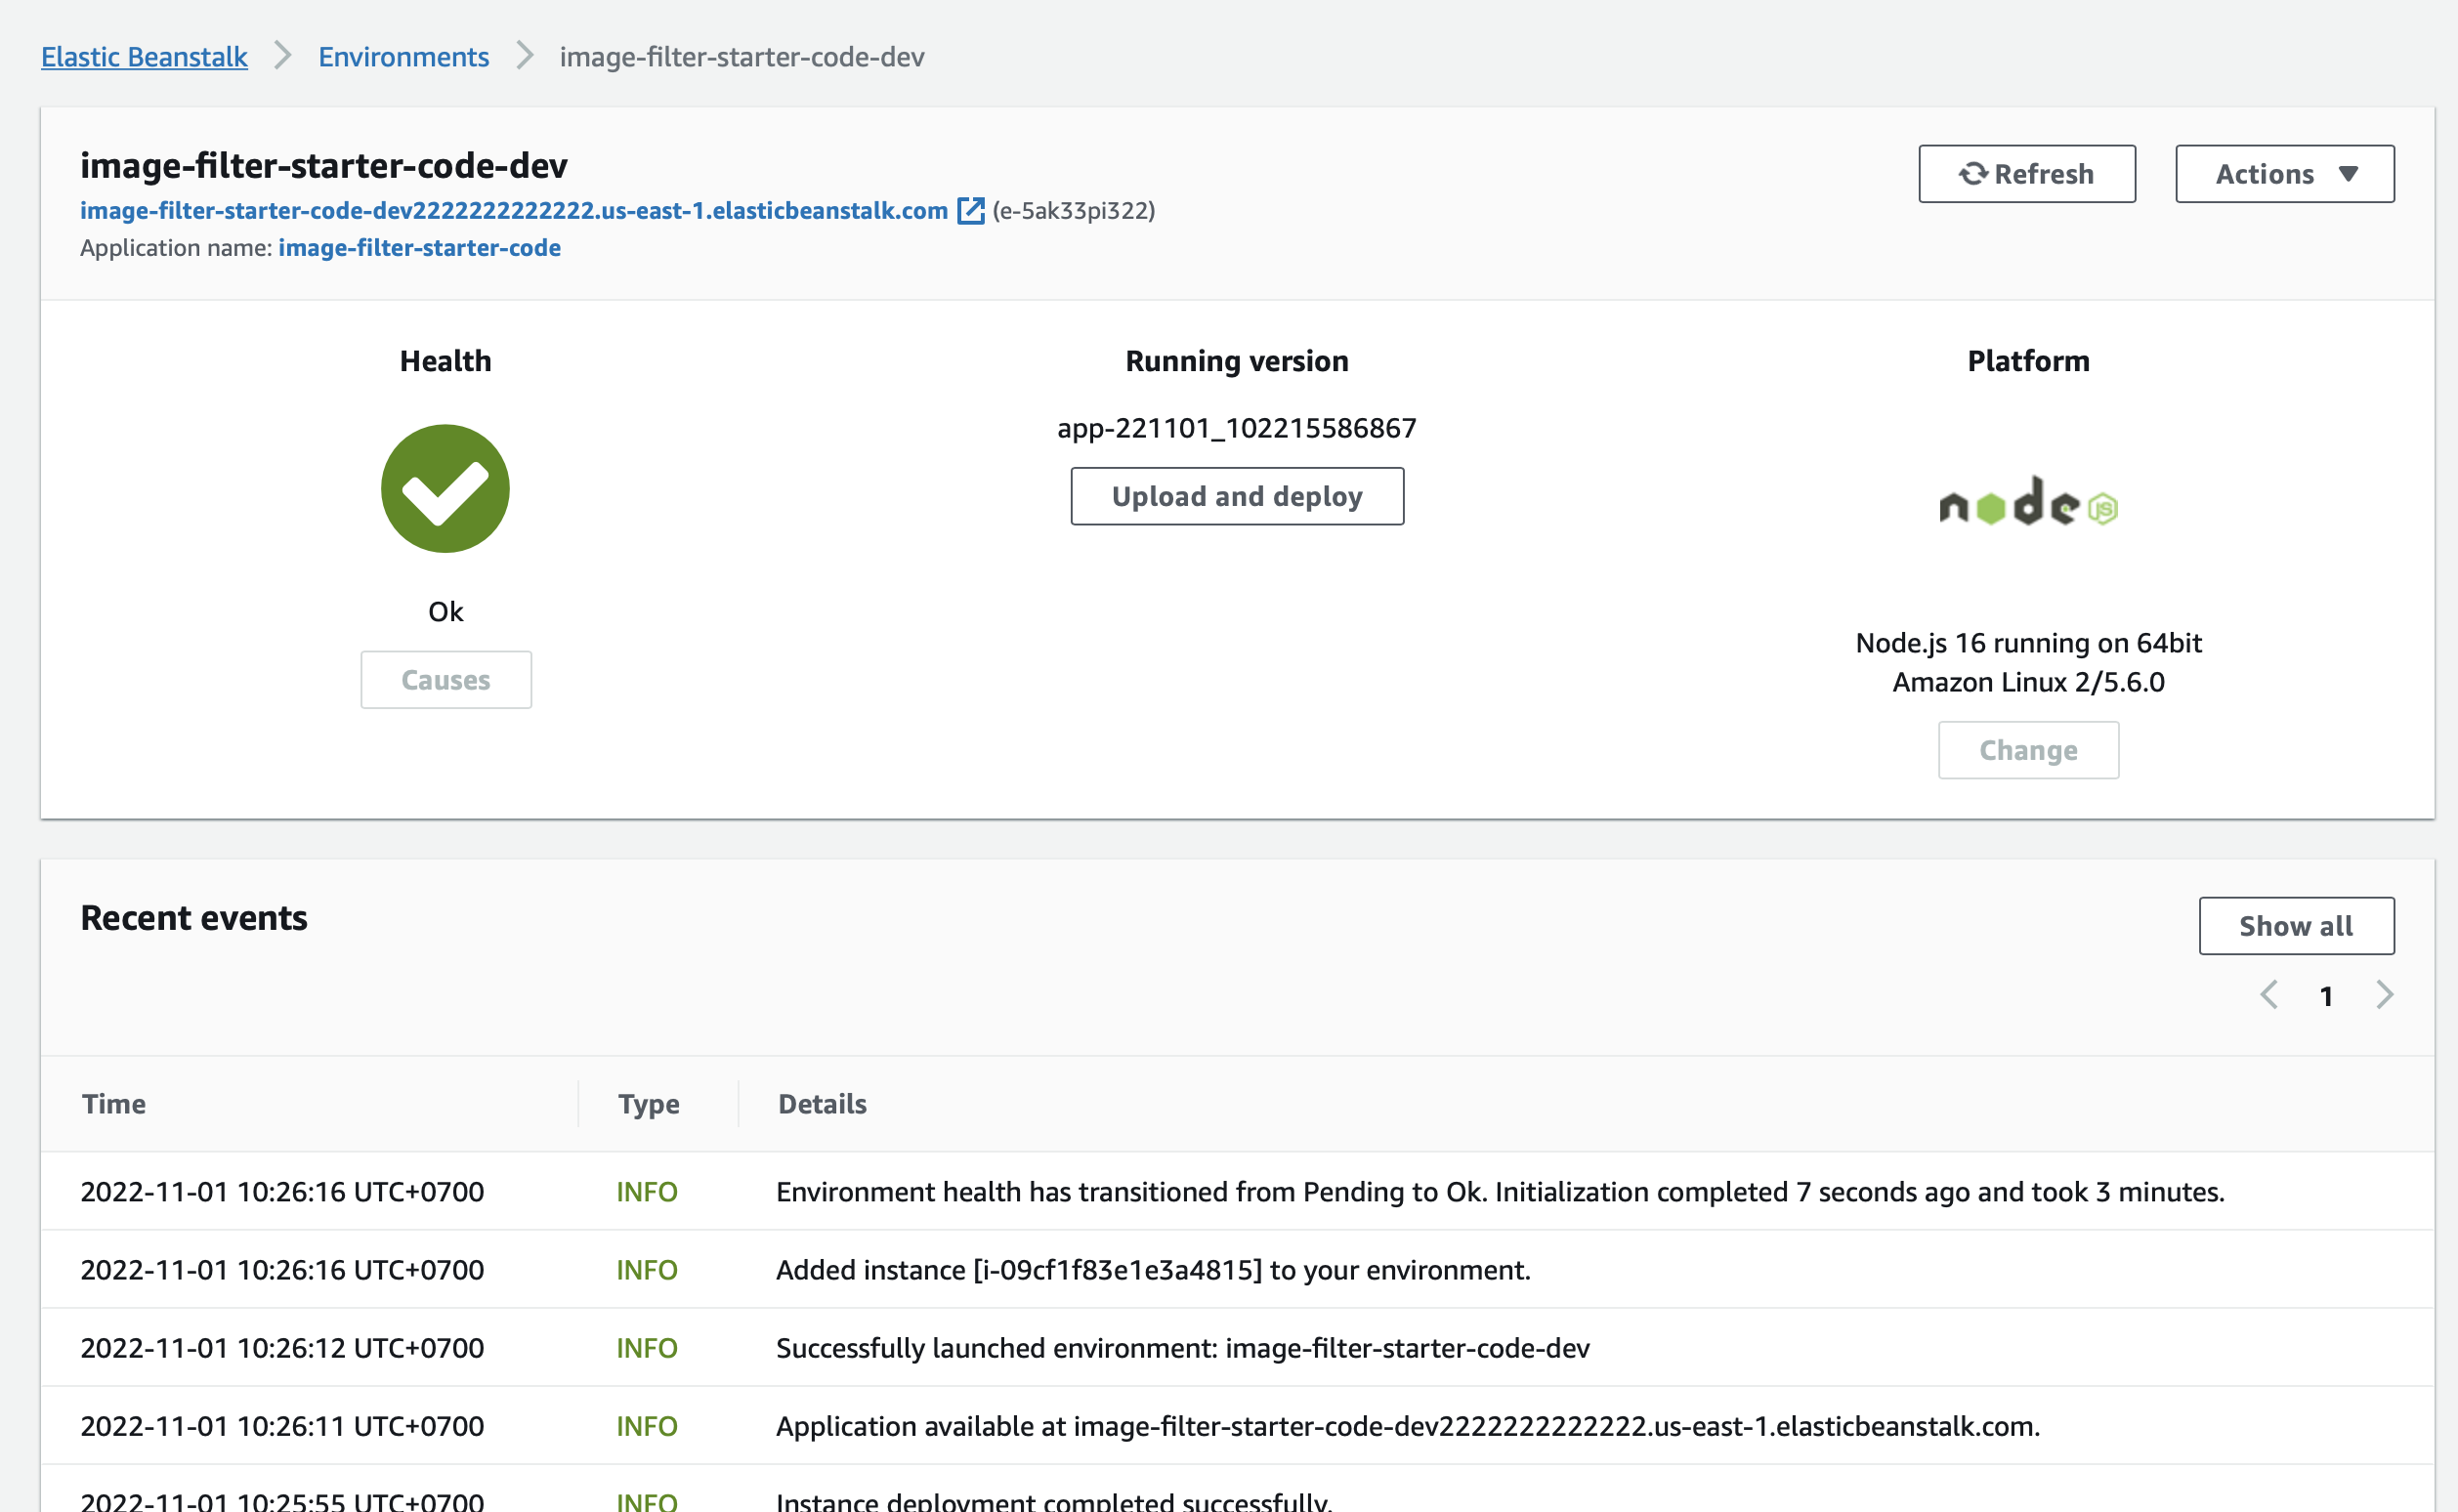 Elastic Beanstalk > Environments > image-filter-starter-code-dev
image-filter-starter-code-dev
Refresh
Actions
image-filter-starter-code-dev2222222222222.us-east-1.elasticbeanstalk.com (e-5ak33pi322)
Application name: image-filter-starter-code
Health
Ok
Causes
Running version
app-221101_102215586867
Upload and deploy
Platform
node JS
Node.js 16 running on 64bit
Amazon Linux 2/5.6.0
Change
Recent events
Show all
1
Time Type Details
2022-11-01 10:26:16 UTC+0700 INFO Environment health has transitioned from Pending to Ok. Initialization completed 7 seconds ago and took 3 minutes.
2022-11-01 10:26:16 UTC+0700 INFO Added instance [i-09cf1f83e1e3a4815] to your environment.
2022-11-01 10:26:12 UTC+0700 INFO Successfully launched environment: image-filter-starter-code-dev
2022-11-01 10:26:11 UTC+0700 INFO Application available at image-filter-starter-code-dev2222222222222.us-east-1.elasticbeanstalk.com.
2022-11-01 10:25:55 UTC+0700 INFO Instance deployment completed successfully.